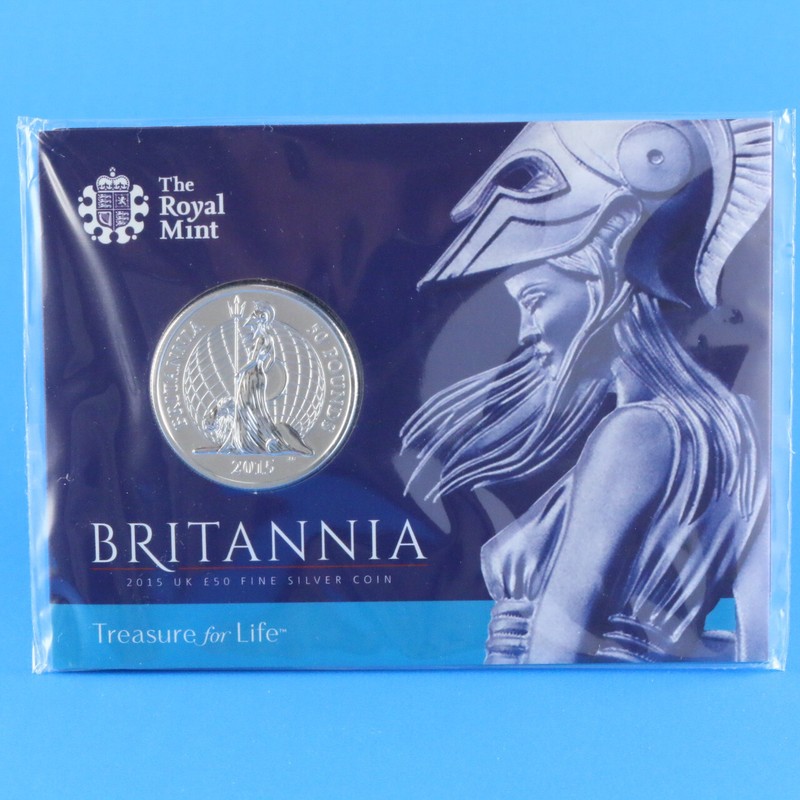 The
Royal
Mint
BRITANNIA
50 POUNDS
2015
BRITANNIA
2015 UK £50 FINE SILVER COIN
Treasure for Life™